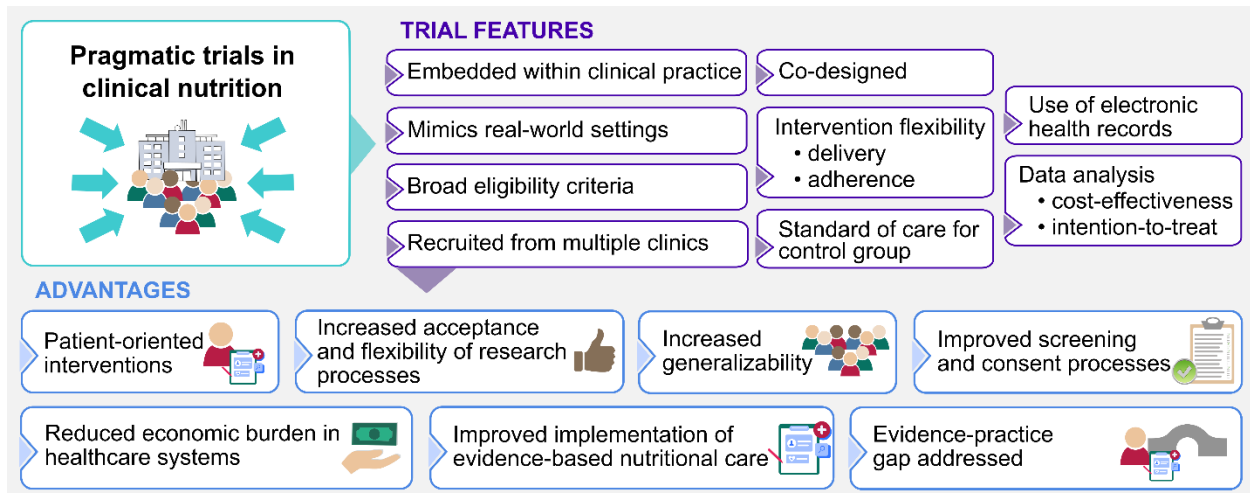 Pragmatic trials in
clinical nutrition
TRIAL FEATURES
Embedded within clinical practice
Mimics real-world settings
Broad eligibility criteria
Recruited from multiple clinics
Co-designed
Intervention flexibility
• delivery
• adherence
Standard of care for
control group
Use of electronic
health records
Data analysis
• cost-effectiveness
• intention-to-treat
ADVANTAGES
Patient-oriented
interventions
Increased acceptance
and flexibility of research
processes
Increased
generalizability
Improved screening
and consent processes
Reduced economic burden in
healthcare systems
Improved implementation of
evidence-based nutritional care
Evidence-practice
gap addressed